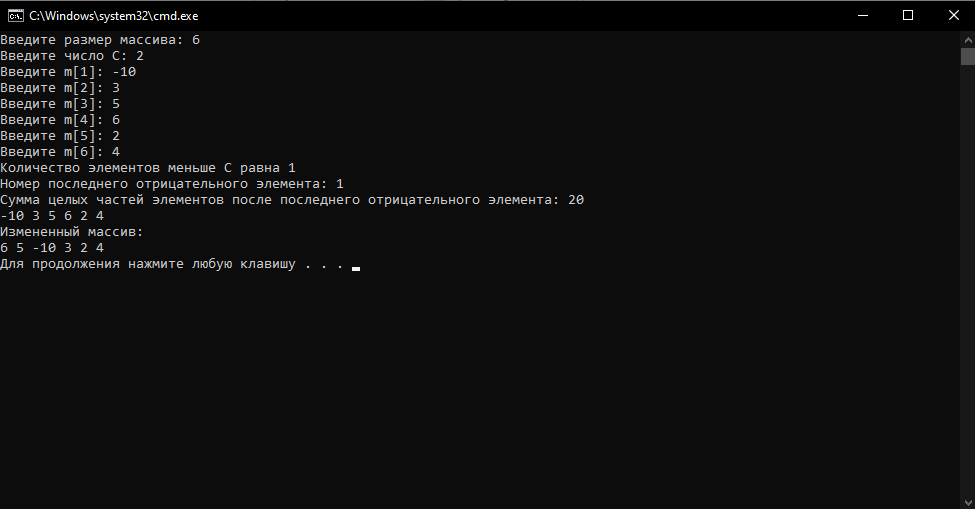 C:\Windows\system32\cmd.exe
Введите размер массива: 6
Введите число C: 2
Введите m[1]: -10
Введите m[2]: 3
Введите m[3]: 5
Введите m[4]: 6
Введите m[5]: 2
Введите m[6]: 4
Количество элементов меньше C равна 1
Номер последнего отрицательного элемента: 1
Сумма целых частей элементов после последнего отрицательного элемента: 20
-10 3 5 6 2 4
Измененный массив:
6 5 -10 3 2 4
Для продолжения нажмите любую клавишу . . .